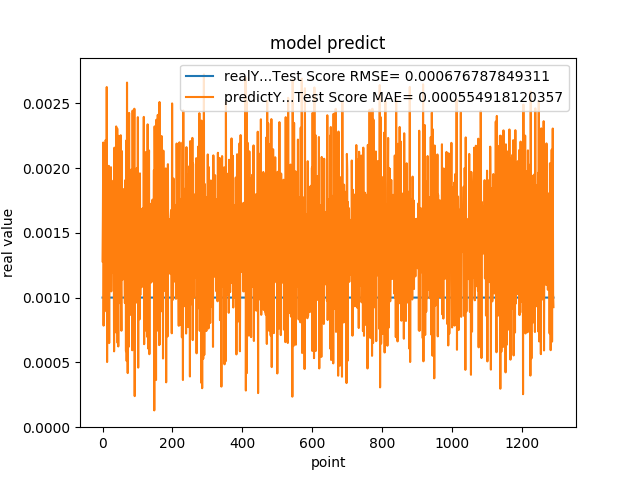 model predict
realY...Test Score RMSE= 0.000676787849311
predictY...Test Score MAE= 0.000554918120357
0.0025
0.0020
0.0015
0.0010
0.0005
0.0000
real value
0 200 400 600 800 1000 1200
point